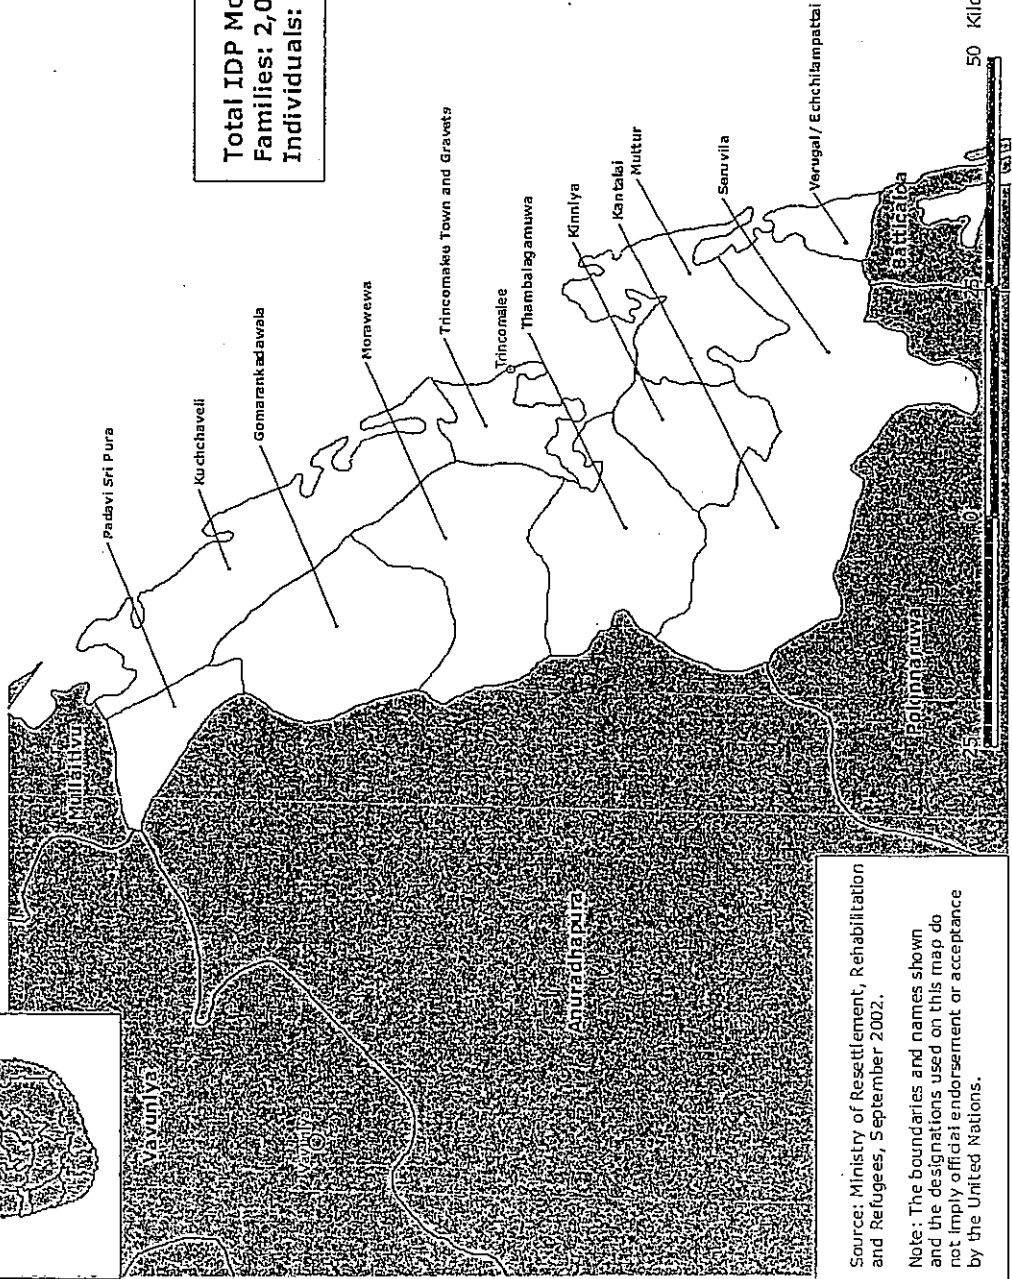 Total IDP Mo
Families: 2,0
Individuals:
Padavi Sri Pura
Kuchchaveli
Gomarankadawala
Morawewa
Trincomalee Town and Gravets
Trincomalee
Thambalagamuwa
Kinniya
Kantalai
Muttur
Seruvila
Verugal/ Echchilampattai
Mullaitivu
Vavuniya
Vavuniya
Anuradhapura
Polonnaruwa
Batticaloa
25
0
25
50 Kilo
Source: Ministry of Resettlement, Rehabilitation
and Refugees, September 2002.
Note: The boundaries and names shown
and the designations used on this map do
not imply official endorsement or acceptance
by the United Nations.